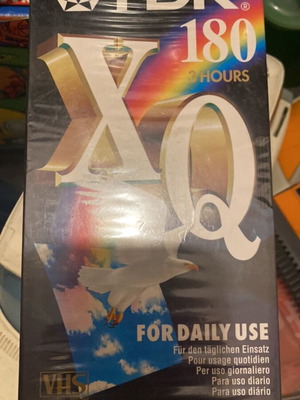 TDK®
180
3 HOURS
XQ
FOR DAILY USE
Für den täglichen Einsatz
Pour usage quotidien
Per uso giornaliero
Para uso diario
Para uso diário
VHS